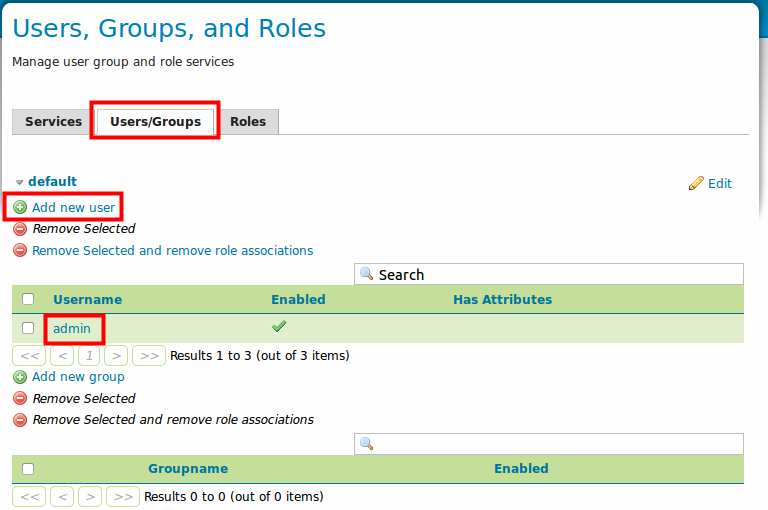 Users, Groups, and Roles
Manage user group and role services
Services Users/Groups Roles
default Edit
Add new user
Remove Selected
Remove Selected and remove role associations
Search
Username Enabled Has Attributes
admin
<< < 1 > >> Results 1 to 3 (out of 3 items)
Add new group
Remove Selected
Remove Selected and remove role associations
Groupname Enabled
<< < > >> Results 0 to 0 (out of 0 items)